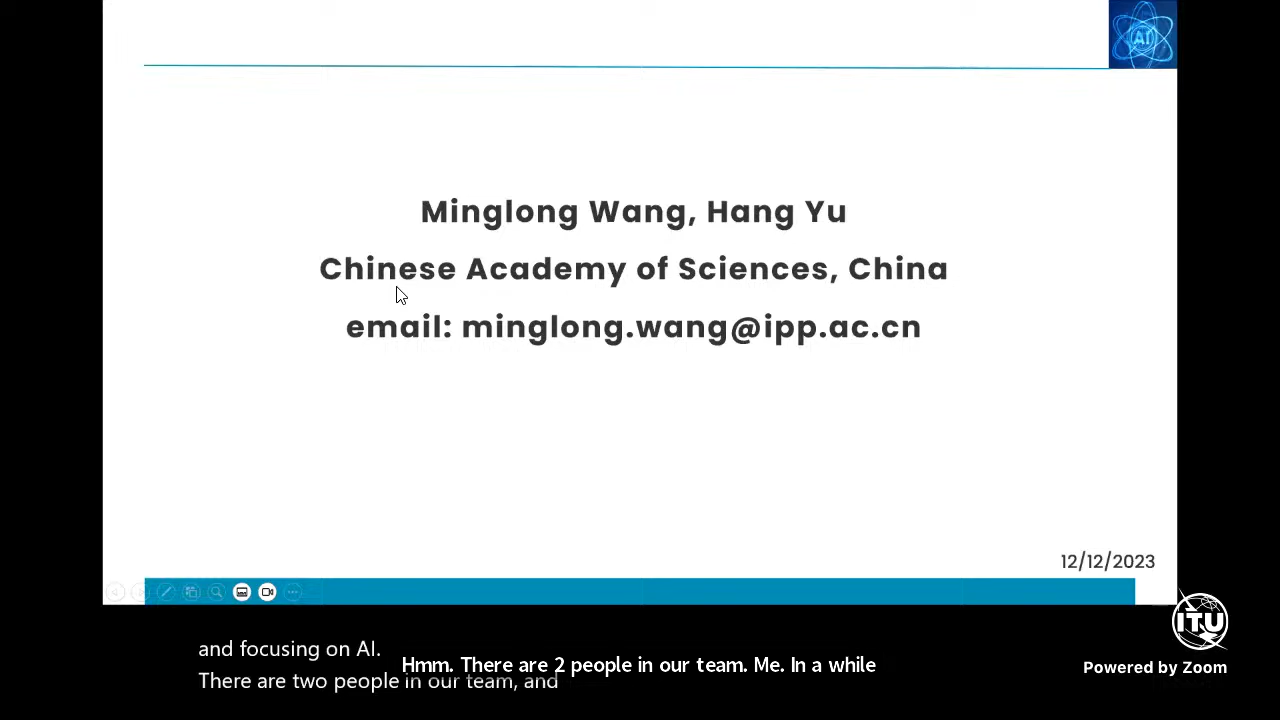 AI
Minglong Wang, Hang Yu
Chinese Academy of Sciences, China
email: minglong.wang@ipp.ac.cn
12/12/2023
and focusing on AI.
There are two people in our team, and
Hmm. There are 2 people in our team. Me. In a while
ITU
Powered by Zoom